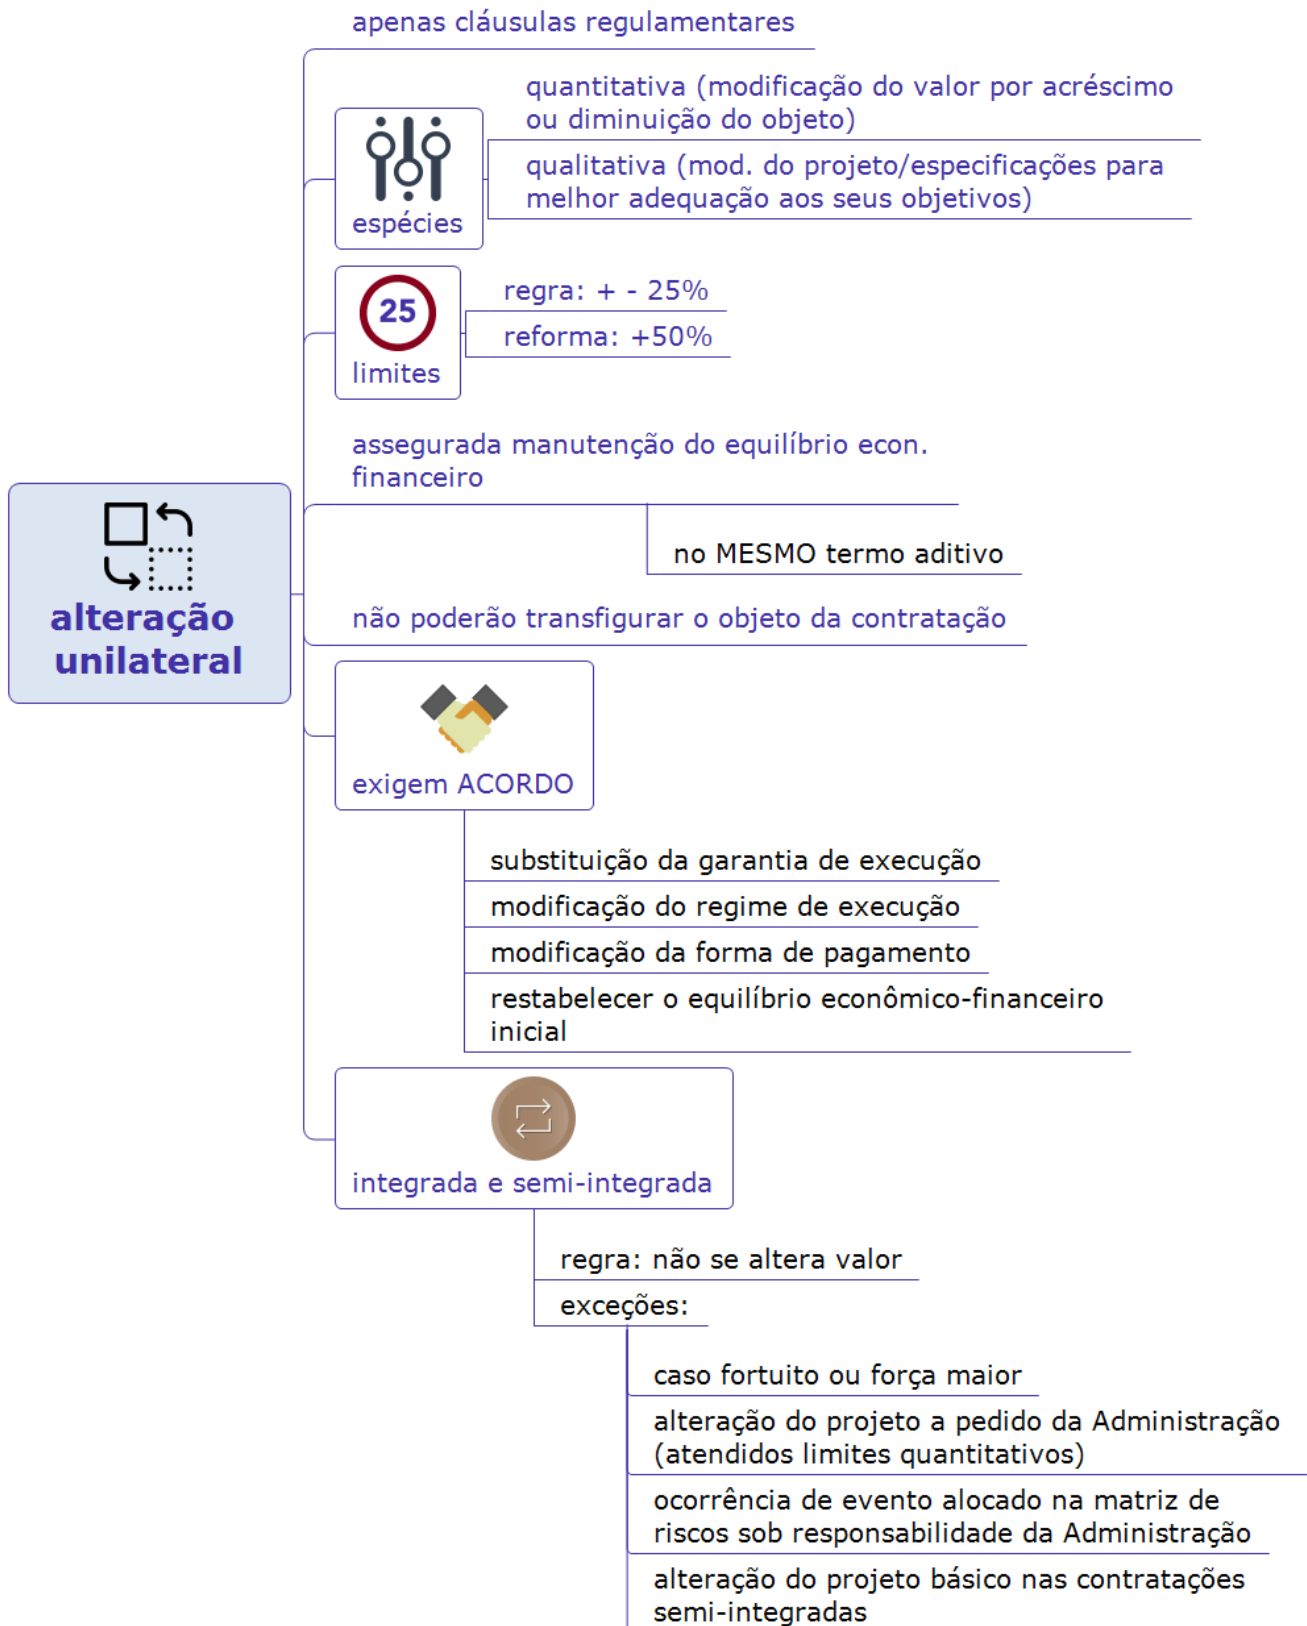 apenas cláusulas regulamentares
quantitativa (modificação do valor por acréscimo
ou diminuição do objeto)
qualitativa (mod. do projeto/especificações para
melhor adequação aos seus objetivos)
espécies
25
limites
regra: + - 25%
reforma: +50%
assegurada manutenção do equilíbrio econ.
financeiro
no MESMO termo aditivo
alteração
unilateral
não poderão transfigurar o objeto da contratação
exigem ACORDO
substituição da garantia de execução
modificação do regime de execução
modificação da forma de pagamento
restabelecer o equilíbrio econômico-financeiro
inicial
integrada e semi-integrada
regra: não se altera valor
exceções:
caso fortuito ou força maior
alteração do projeto a pedido da Administração
(atendidos limites quantitativos)
ocorrência de evento alocado na matriz de
riscos sob responsabilidade da Administração
alteração do projeto básico nas contratações
semi-integradas